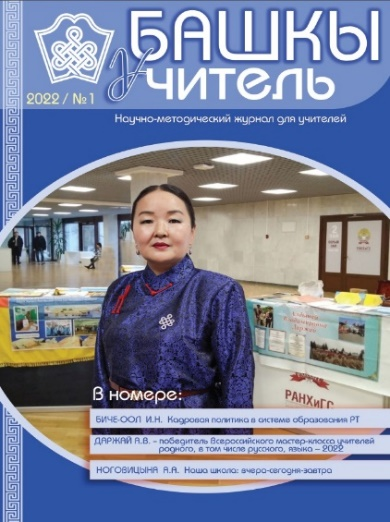 БАШКЫ
Учитель
2022 / №1
Научно-методический журнал для учителей
РАНХиГС
В номере:
БИЧЕ-ООЛ И.Н. Кадровая политика в системе образования РТ
ДАРЖАЙ А.В. - победитель Всероссийского мастер-класса учителей
родного, в том числе русского, языка – 2022
НОГОВИЦЫНА А.А. Наша школа: вчера-сегодня-завтра